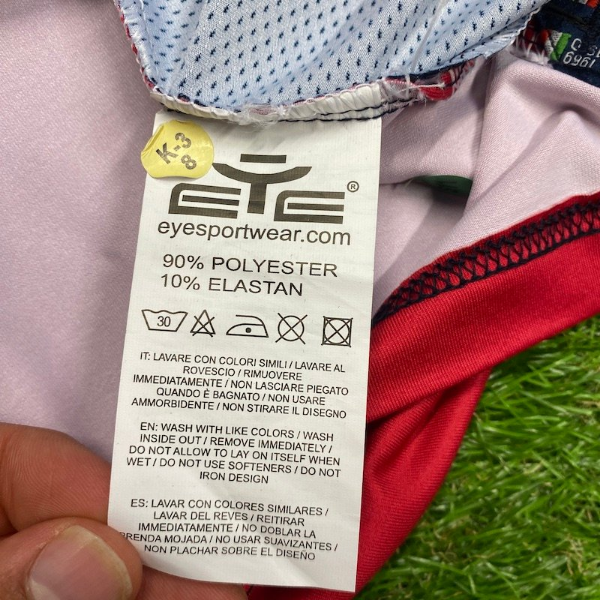 K-3
8
EYE®
eyesportwear.com
90% POLYESTER
10% ELASTAN
30
IT: LAVARE CON COLORI SIMILI / LAVARE AL
ROVESCIO / RIMUOVERE
IMMEDIATAMENTE / NON LASCIARE PIEGATO
QUANDO È BAGNATO / NON USARE
AMMORBIDENTE / NON STIRARE IL DISEGNO
EN: WASH WITH LIKE COLORS / WASH
INSIDE OUT / REMOVE IMMEDIATELY /
DO NOT ALLOW TO LAY ON ITSELF WHEN
WET / DO NOT USE SOFTENERS / DO NOT
IRON DESIGN
ES: LAVAR CON COLORES SIMILARES /
LAVAR DEL REVES / REITIRAR
IMMEDIATAMENTE / NO DOBLAR LA
MOJADA / NO USAR SUAVIZANTES /
NON PLACHAR SOBRE EL DISEÑO
1969